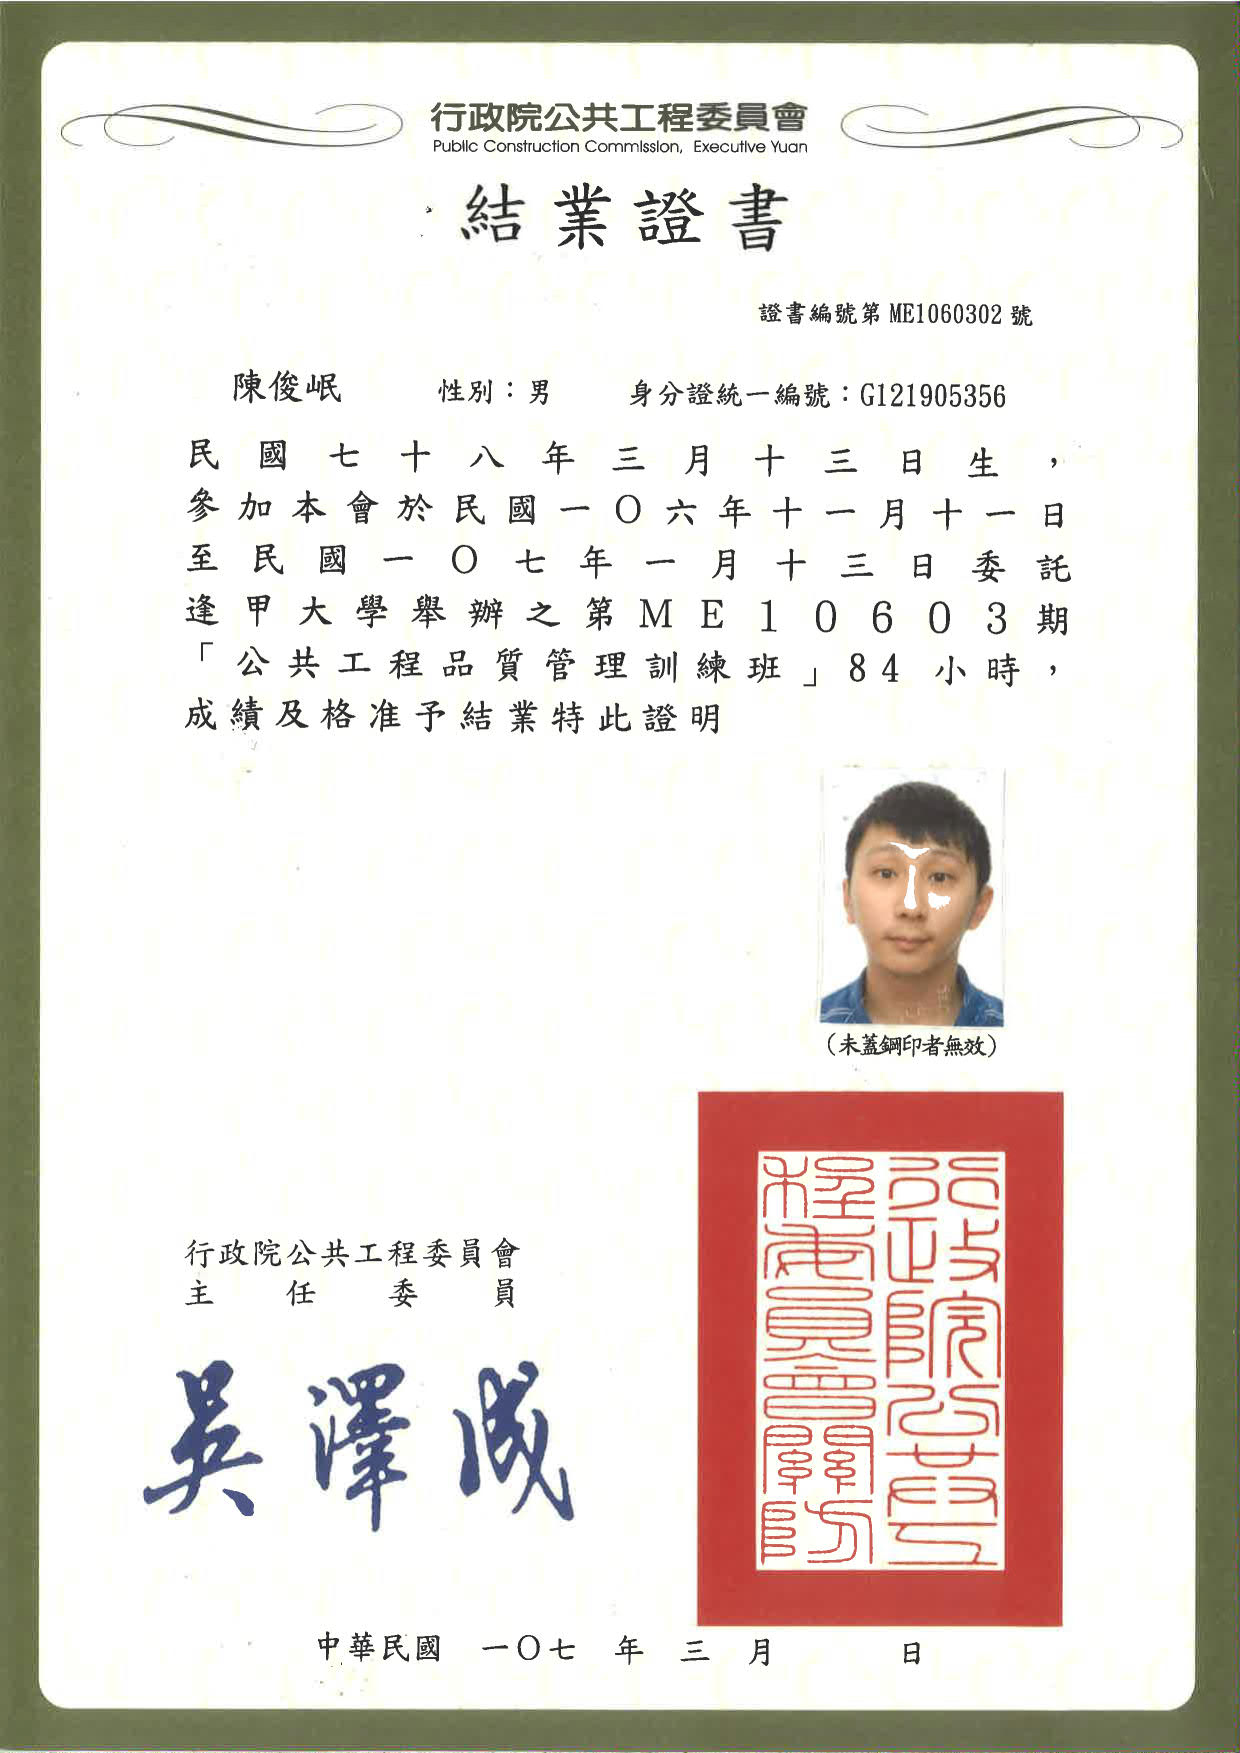 行政院公共工程委員會
Public Construction Commission, Executive Yuan
結業證書
證書編號第 ME1060302 號
陳俊岷 性別：男 身分證統一編號：G121905356
民國七十八年三月十三日生，
參加本會於民國一〇六年十一月十一日
至民國一〇七年一月十三日委託
逢甲大學舉辦之第ME10603期
「公共工程品質管理訓練班」84小時，
成績及格准予結業特此證明
(未蓋鋼印者無效)
行政院公共工程委員會
主任委員
吳澤成
行政院公共工程委員會關防
中華民國 一〇七 年 三 月 日